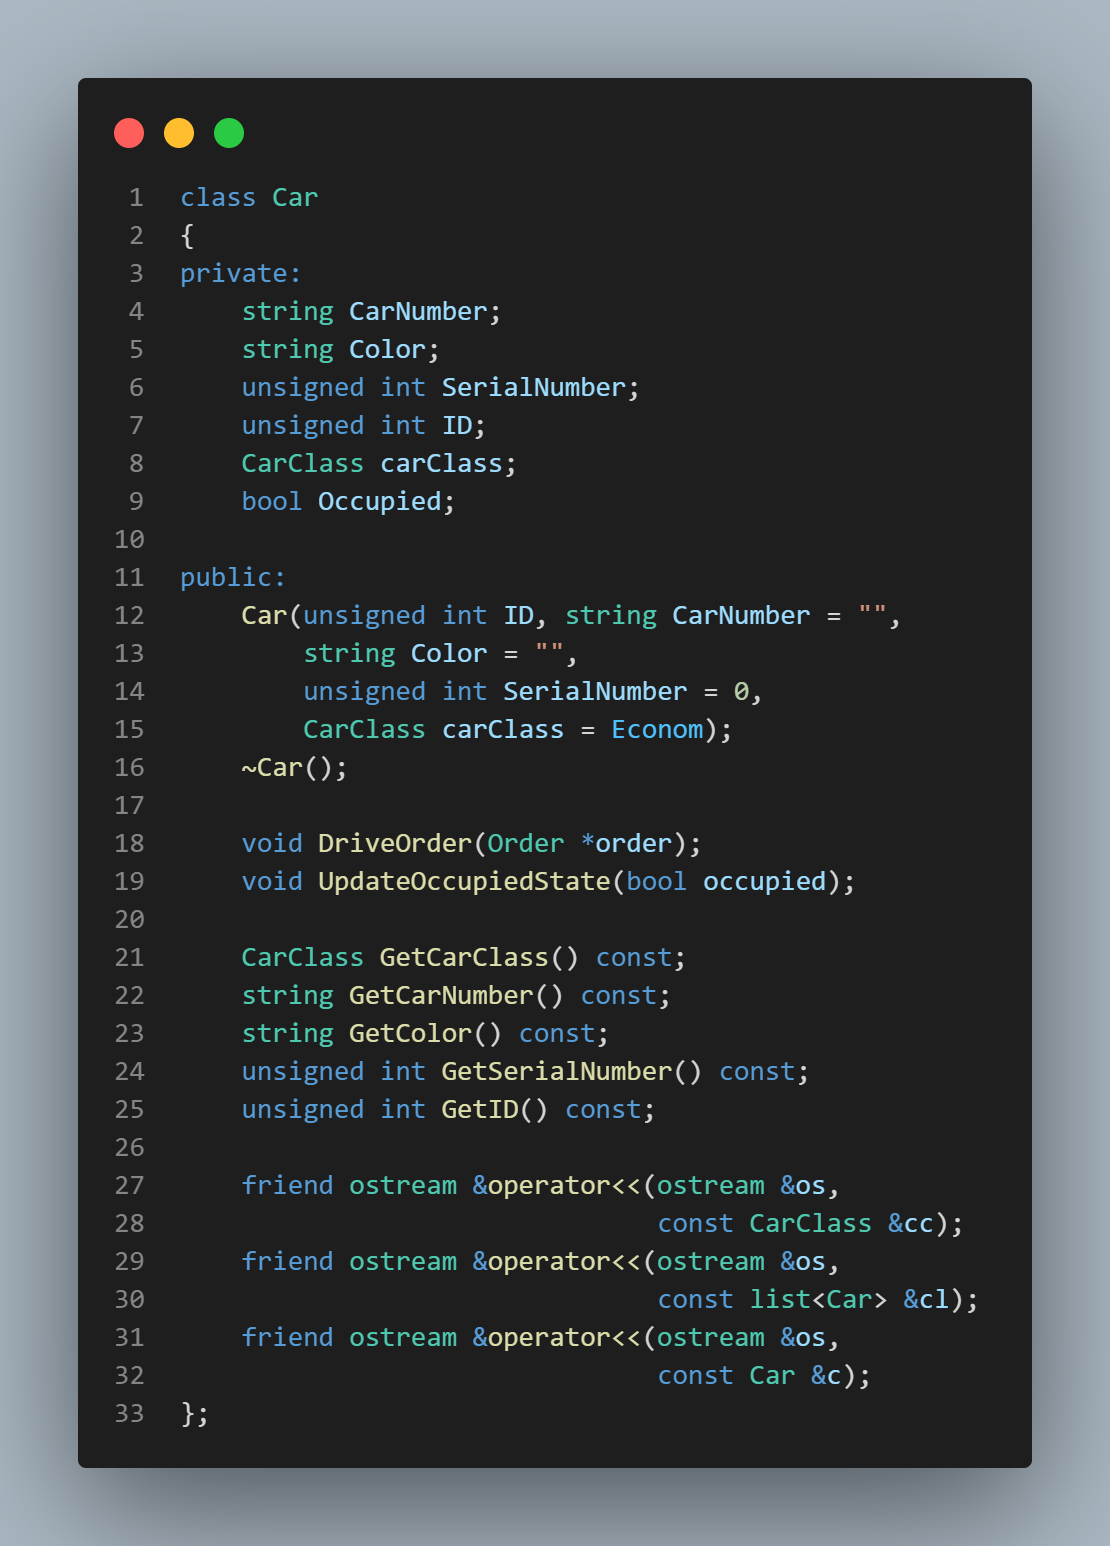 1 class Car
2 {
3 private:
4     string CarNumber;
5     string Color;
6     unsigned int SerialNumber;
7     unsigned int ID;
8     CarClass carClass;
9     bool Occupied;
10
11 public:
12     Car(unsigned int ID, string CarNumber = "",
13         string Color = "",
14         unsigned int SerialNumber = 0,
15         CarClass carClass = Econom);
16     ~Car();
17
18     void DriveOrder(Order *order);
19     void UpdateOccupiedState(bool occupied);
20
21     CarClass GetCarClass() const;
22     string GetCarNumber() const;
23     string GetColor() const;
24     unsigned int GetSerialNumber() const;
25     unsigned int GetID() const;
26
27     friend ostream &operator<<(ostream &os,
28                                const CarClass &cc);
29     friend ostream &operator<<(ostream &os,
30                                const list<Car> &cl);
31     friend ostream &operator<<(ostream &os,
32                                const Car &c);
33 };